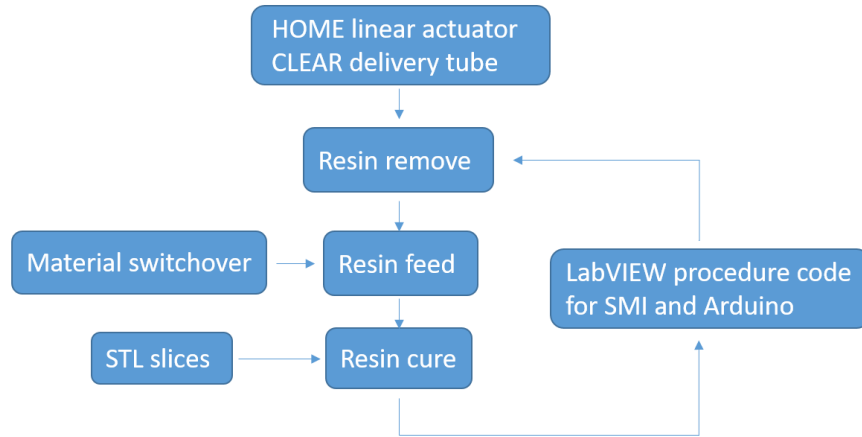 HOME linear actuator
CLEAR delivery tube
Resin remove
Material switchover
Resin feed
LabVIEW procedure code
for SMI and Arduino
STL slices
Resin cure